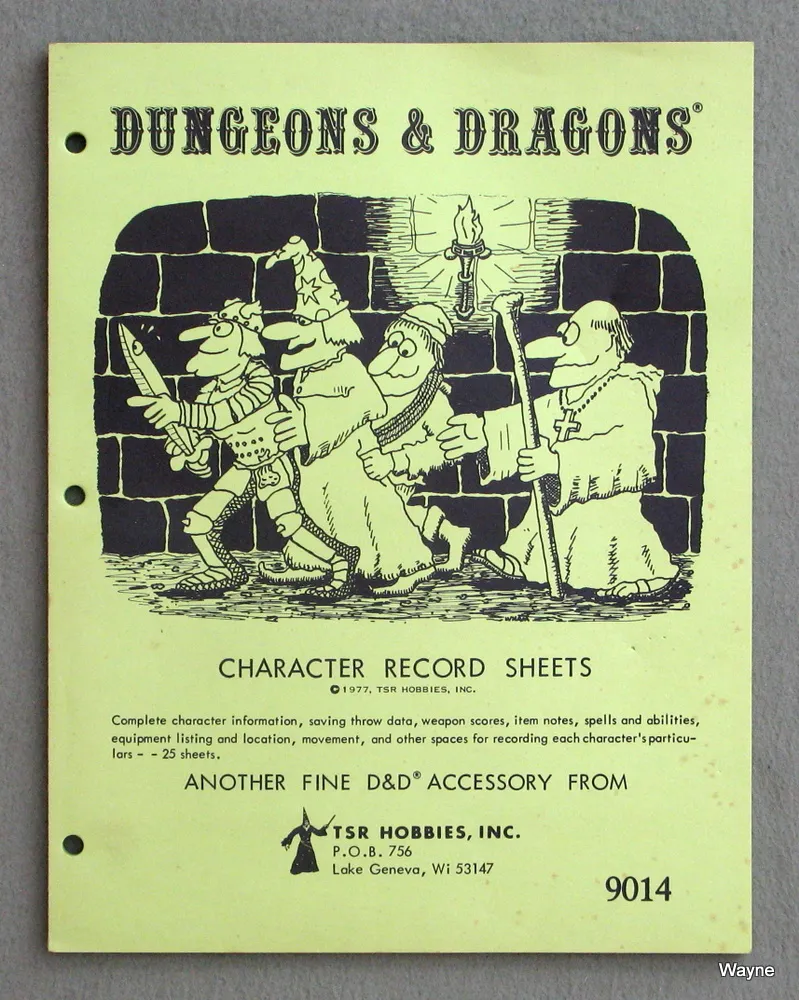 DUNGEONS & DRAGONS®
WHAM
CHARACTER RECORD SHEETS
©1977, TSR HOBBIES, INC.
Complete character information, saving throw data, weapon scores, item notes, spells and abilities,
equipment listing and location, movement, and other spaces for recording each character's particu-
lars - - 25 sheets.
ANOTHER FINE D&D® ACCESSORY FROM
TSR HOBBIES, INC.
P.O.B. 756
Lake Geneva, Wi 53147
9014
Wayne